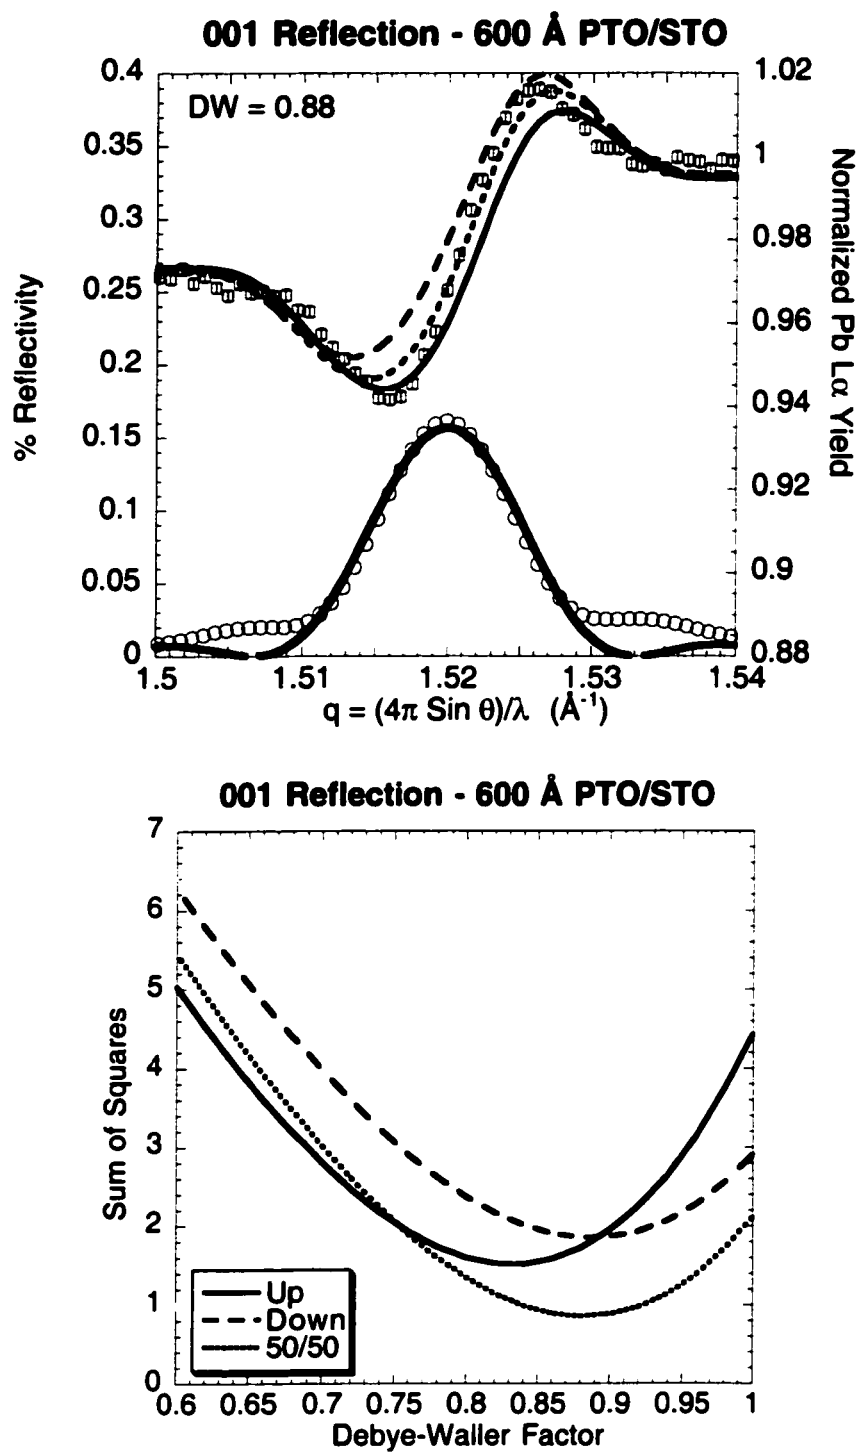 001 Reflection - 600 Å PTO/STO
DW = 0.88
0.4
0.35
0.3
0.25
0.2
0.15
0.1
0.05
0
% Reflectivity
1.02
1
0.98
0.96
0.94
0.92
0.9
0.88
Normalized Pb Lα Yield
1.5 1.51 1.52 1.53 1.54
q = (4π Sin θ)/λ (Å⁻¹)
001 Reflection - 600 Å PTO/STO
7
6
5
4
3
2
1
0
Sum of Squares
Up
Down
50/50
0.6 0.65 0.7 0.75 0.8 0.85 0.9 0.95 1
Debye-Waller Factor